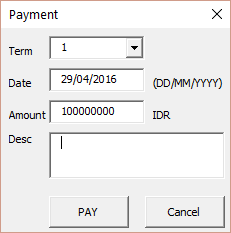 Payment
Term 1
Date 29/04/2016 (DD/MM/YYYY)
Amount 100000000 IDR
Desc
PAY Cancel